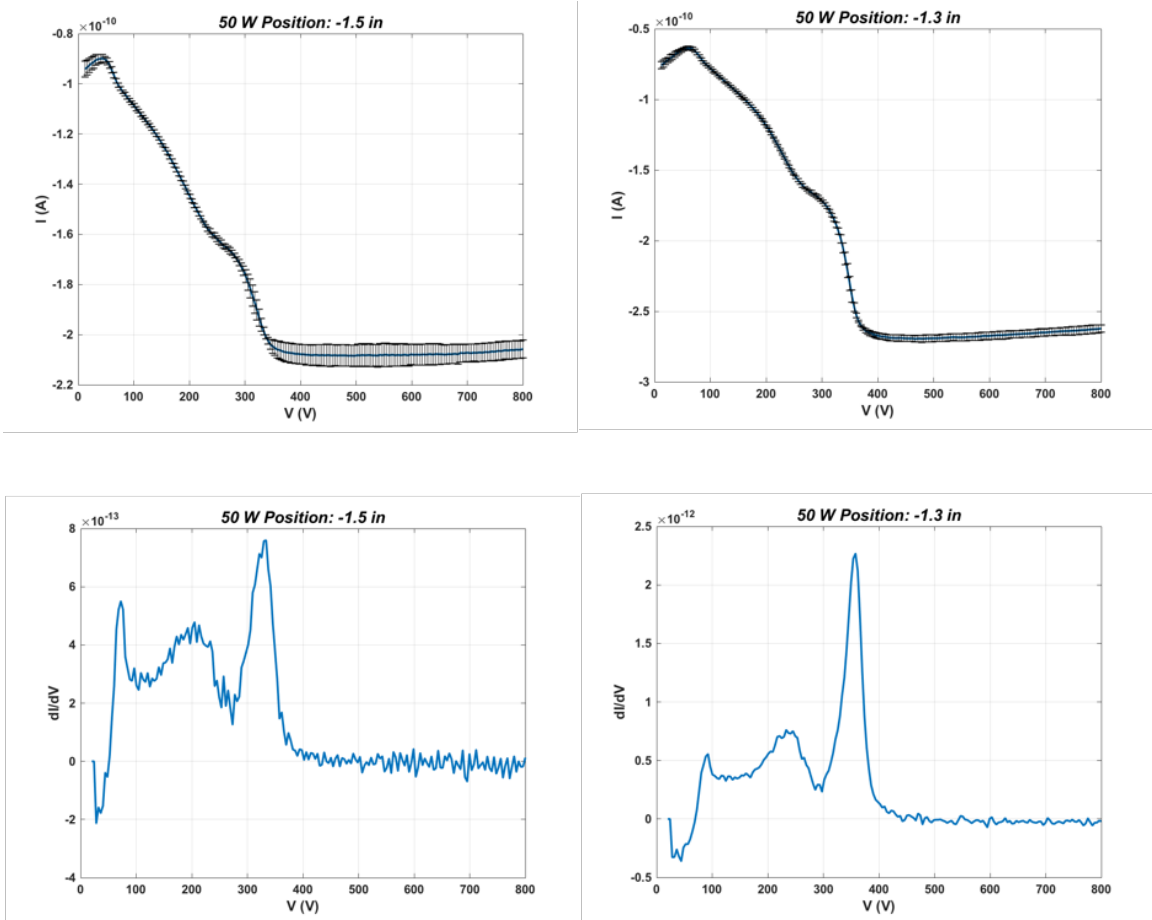 50 W Position: -1.5 in
×10-10
I (A)
-0.8
-1
-1.2
-1.4
-1.6
-1.8
-2
-2.2
0 100 200 300 400 500 600 700 800
V (V)
50 W Position: -1.3 in
×10-10
I (A)
-0.5
-1
-1.5
-2
-2.5
-3
0 100 200 300 400 500 600 700 800
V (V)
50 W Position: -1.5 in
×10-13
dI/dV
8
6
4
2
0
-2
-4
0 100 200 300 400 500 600 700 800
V (V)
50 W Position: -1.3 in
×10-12
dI/dV
2.5
2
1.5
1
0.5
0
-0.5
0 100 200 300 400 500 600 700 800
V (V)